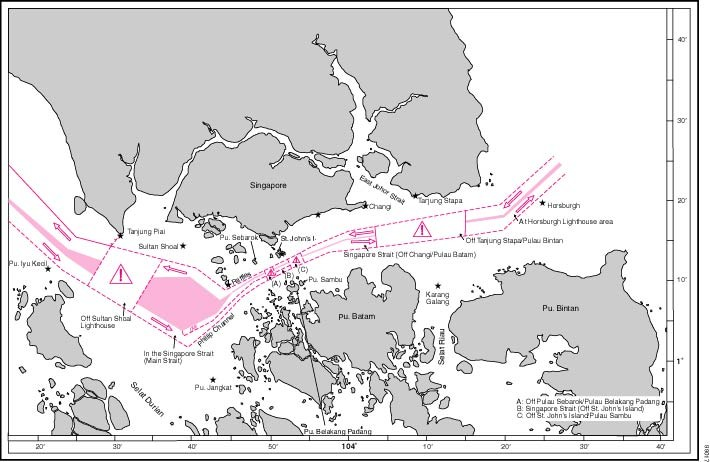 40'
30'
20'
10'
1°
Singapore
East Johor Strait
Changi
Tanjung Stapa
Horsburgh
At Horsburgh Lighthouse area
Off Tanjung Stapa/Pulau Bintan
Singapore Strait (Off Changi/Pulau Batam)
Tanjung Piai
Sultan Shoal
Pu. Sebarok
St. John's I.
Pu. Iyu Kecil
Raffles
(A)
(B)
(C)
Pu. Sambu
Karang
Galang
Pu. Batam
Pu. Bintan
Off Sultan Shoal
Lighthouse
Philip Channel
In the Singapore Strait
(Main Strait)
Selat Riau
Selat Durian
Pu. Jangkat
Pu. Belakang Padang
A: Off Pulau Sebarok/Pulau Belakang Padang
B: Singapore Strait (Off St. John's Island)
C: Off St. John's Island/Pulau Sambu
20'
30'
40'
50'
104°
10'
20'
30'
40'